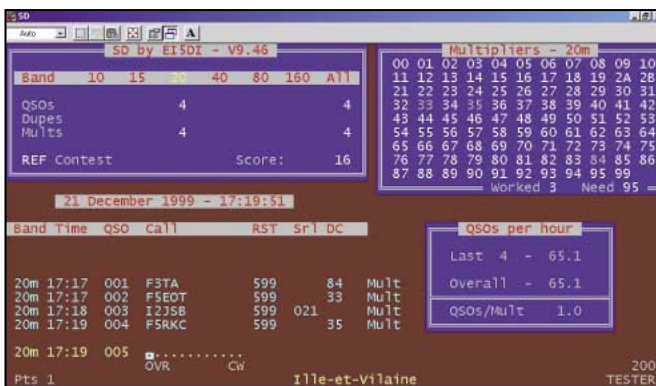 SD
Auto
A
SD by EI5DI - V9.46
Band 10 15 20 40 80 160 All
QSOs 4 4
Dupes
Mults 4 4
REF Contest Score: 16
Multipliers - 20m
00 01 02 03 04 05 06 07 08 09 10
11 12 13 14 15 16 17 18 19 2A 2B
21 22 23 24 25 26 27 28 29 30 31
32 33 34 35 36 37 38 39 40 41 42
43 44 45 46 47 48 49 50 51 52 53
54 55 56 57 58 59 60 61 62 63 64
65 66 67 68 69 70 71 72 73 74 75
76 77 78 79 80 81 82 83 84 85 86
87 88 89 90 91 92 93 94 95 99
Worked 3 Need 95
21 December 1999 - 17:19:51
Band Time QSO Call RST Srl DC
20m 17:17 001 F3TA 599 84 Mult
20m 17:17 002 F5EOT 599 33 Mult
20m 17:18 003 I2JSB 599 021 Mult
20m 17:19 004 F5RKC 599 35 Mult
20m 17:19 005 ...........
OVR CW
QSOs per hour
Last 4 - 65.1
Overall - 65.1
QSOs/Mult 1.0
Pts 1 Ille-et-Vilaine
200
TESTER